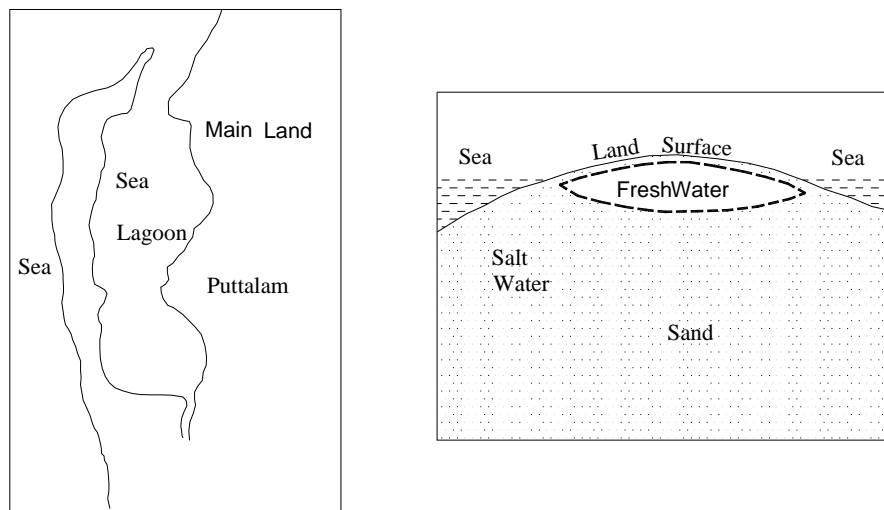 Main Land
Sea
Lagoon
Sea
Puttalam
Sea
Land Surface
Sea
FreshWater
Salt
Water
Sand